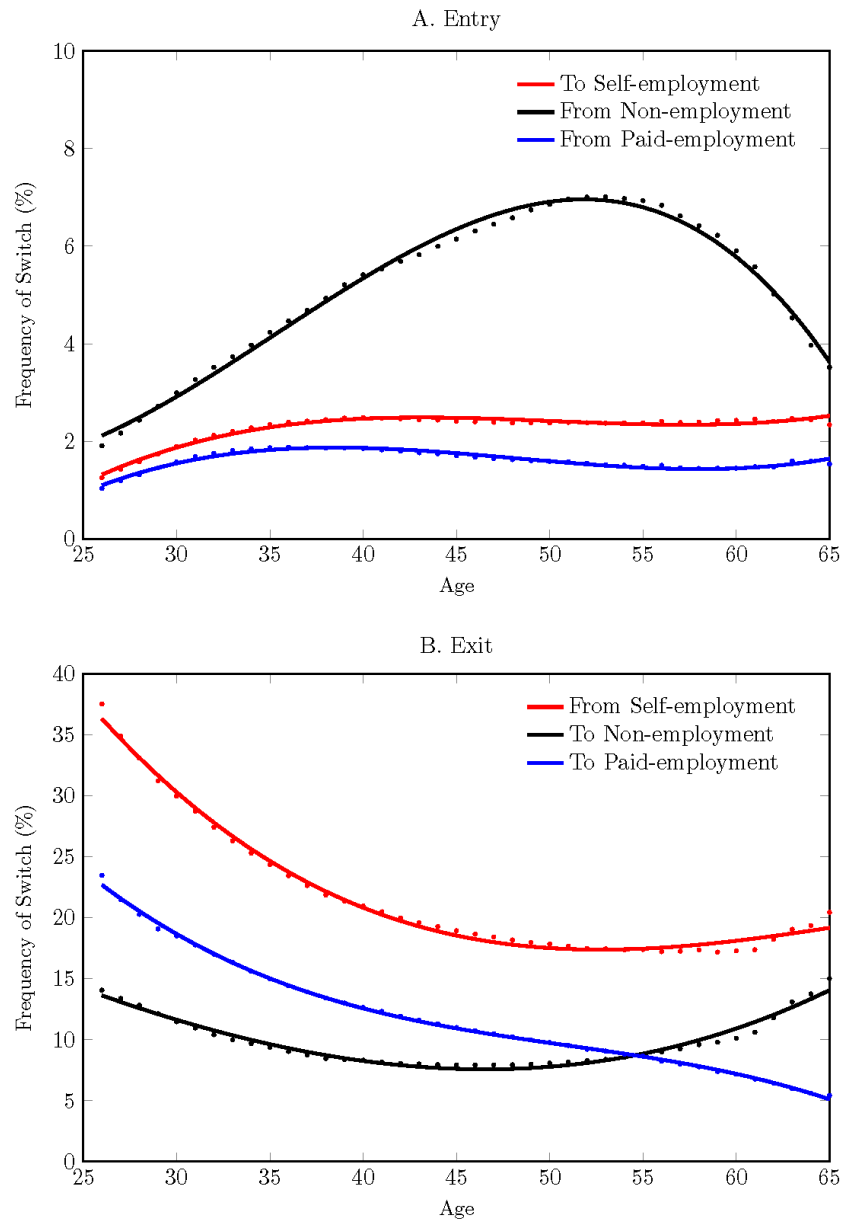 A. Entry
10
8
6
4
2
0
To Self-employment
From Non-employment
From Paid-employment
Frequency of Switch (%)
25 30 35 40 45 50 55 60 65
Age
B. Exit
40
35
30
25
20
15
10
5
0
From Self-employment
To Non-employment
To Paid-employment
Frequency of Switch (%)
25 30 35 40 45 50 55 60 65
Age